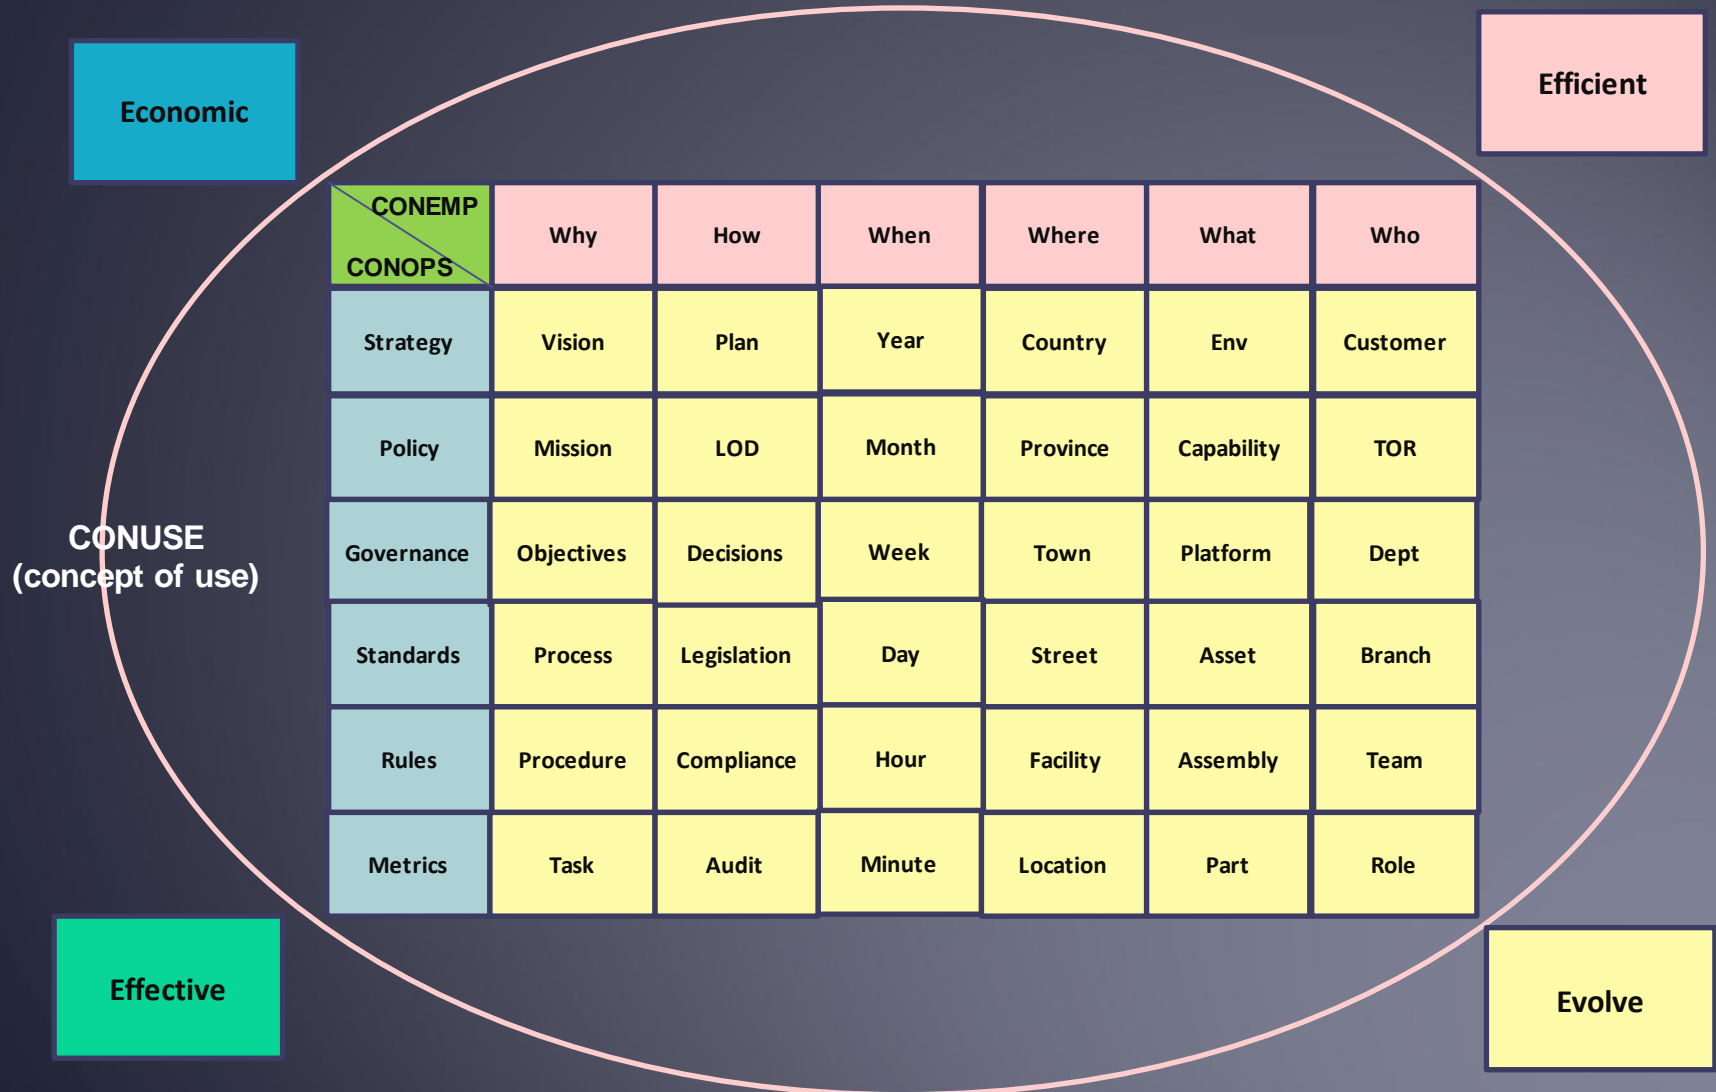 Economic
Efficient
CONEMP
CONOPS
Why
How
When
Where
What
Who
Strategy
Vision
Plan
Year
Country
Env
Customer
Policy
Mission
LOD
Month
Province
Capability
TOR
CONUSE
(concept of use)
Governance
Objectives
Decisions
Week
Town
Platform
Dept
Standards
Process
Legislation
Day
Street
Asset
Branch
Rules
Procedure
Compliance
Hour
Facility
Assembly
Team
Metrics
Task
Audit
Minute
Location
Part
Role
Effective
Evolve